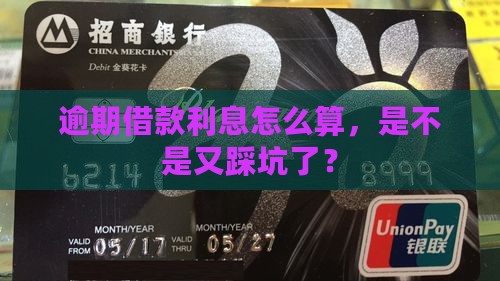 招商銀行
CHINA MERCHANTS
Debit 金葵花卡
逾期借款利息怎么算，是不
是又踩坑了？
6214
8999
MONTH/YEAR MONTH/YEAR
VALID FROM 05/17 VALID THRU 05/27
UnionPay
银联